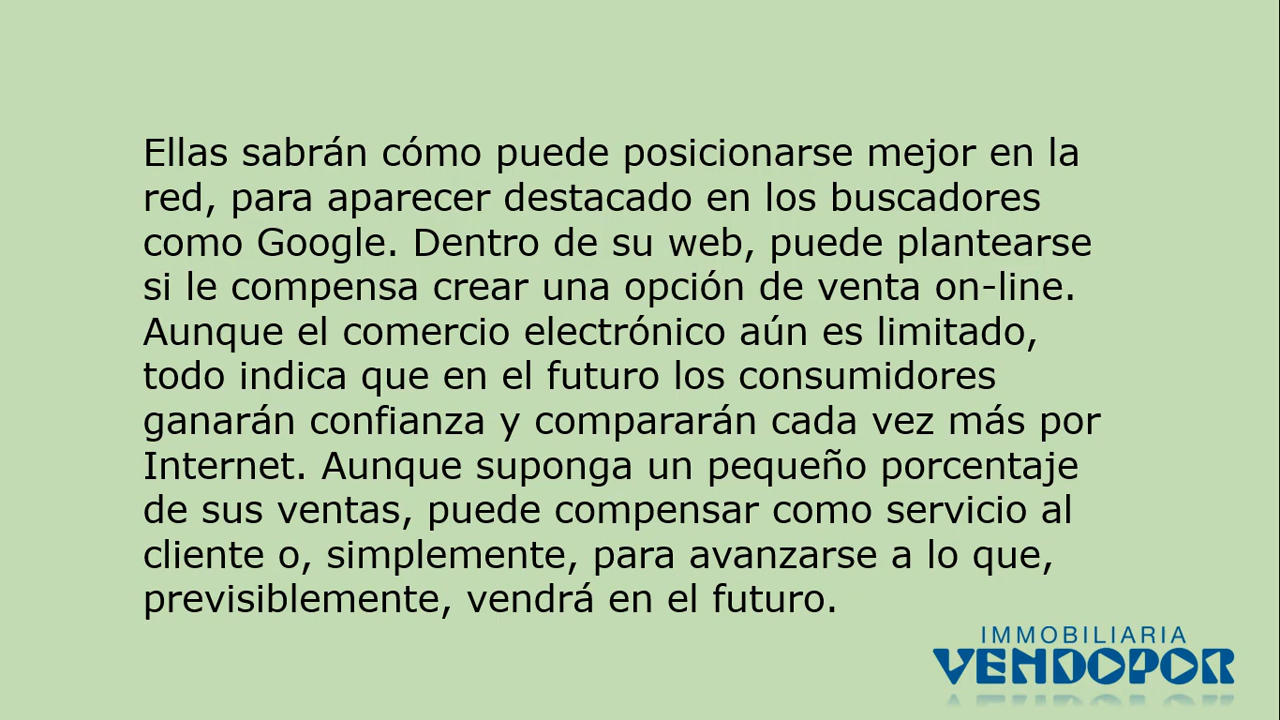 Ellas sabrán cómo puede posicionarse mejor en la
red, para aparecer destacado en los buscadores
como Google. Dentro de su web, puede plantearse
si le compensa crear una opción de venta on-line.
Aunque el comercio electrónico aún es limitado,
todo indica que en el futuro los consumidores
ganarán confianza y compararán cada vez más por
Internet. Aunque suponga un pequeño porcentaje
de sus ventas, puede compensar como servicio al
cliente o, simplemente, para avanzarse a lo que,
previsiblemente, vendrá en el futuro.
IMMOBILIARIA
VENDOPOR